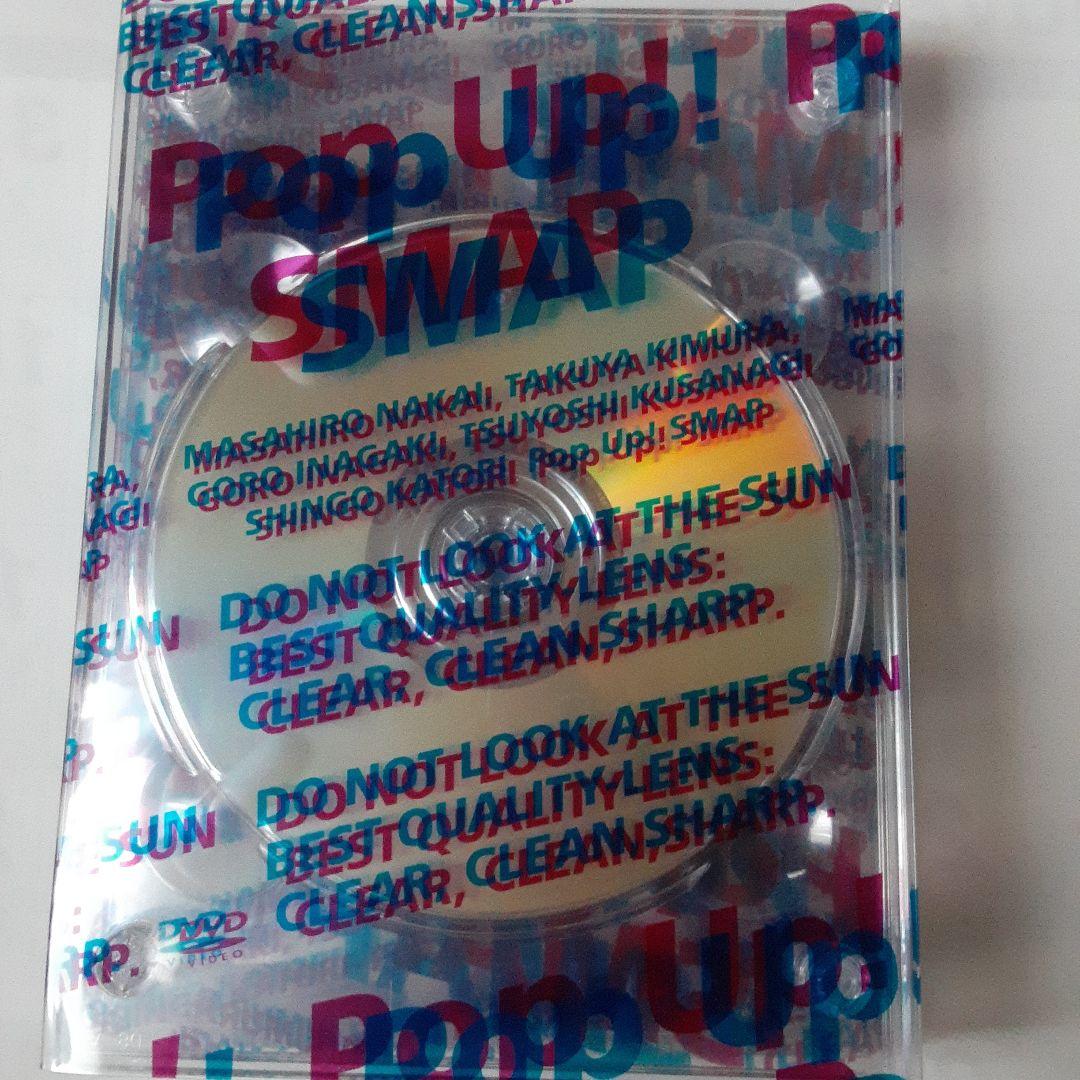 BEST QUALITY
CLEAR, CLEAN, SHARP
Pop Up!
SMAP
MASAHIRO NAKAI, TAKUYA KIMURA,
GORO INAGAKI, TSUYOSHI KUSANAGI
SHINGO KATORI Pop Up! SMAP
DO NOT LOOK AT THE SUN
BEST QUALITY LENS:
CLEAR, CLEAN, SHARP.
SUN
DO NOT LOOK AT THE SUN
BEST QUALITY LENS:
CLEAR, CLEAN, SHARP.
SUN
DVD
VIDEO
Pop Up!